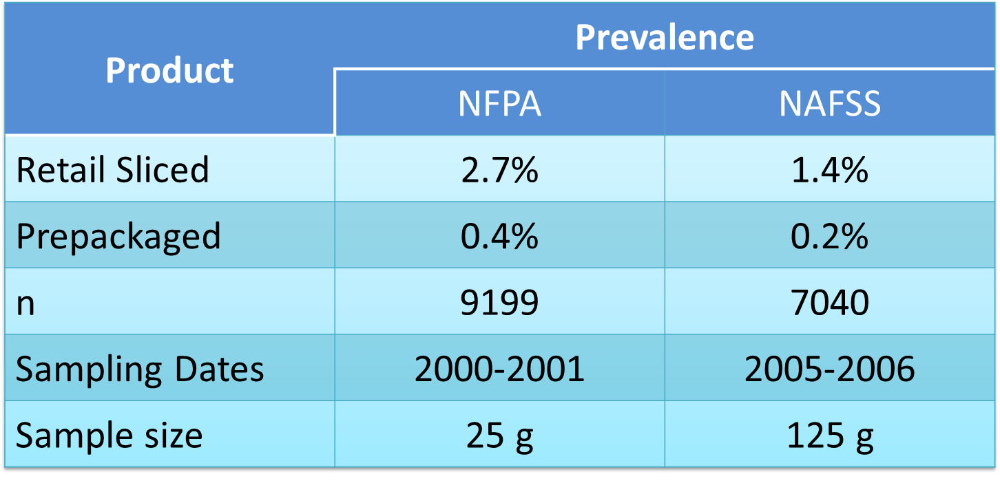 Product
Prevalence
NFPA
NAFSS
Retail Sliced
2.7%
1.4%
Prepackaged
0.4%
0.2%
n
9199
7040
Sampling Dates
2000-2001
2005-2006
Sample size
25 g
125 g